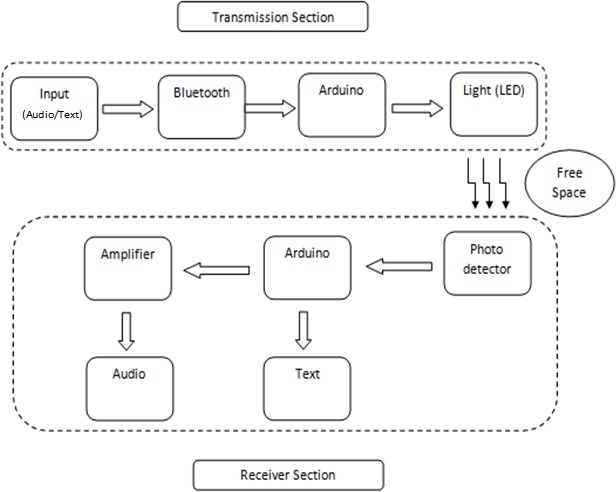 Transmission Section
Input
(Audio/Text)
Bluetooth
Arduino
Light (LED)
Free
Space
Amplifier
Arduino
Photo
detector
Audio
Text
Receiver Section